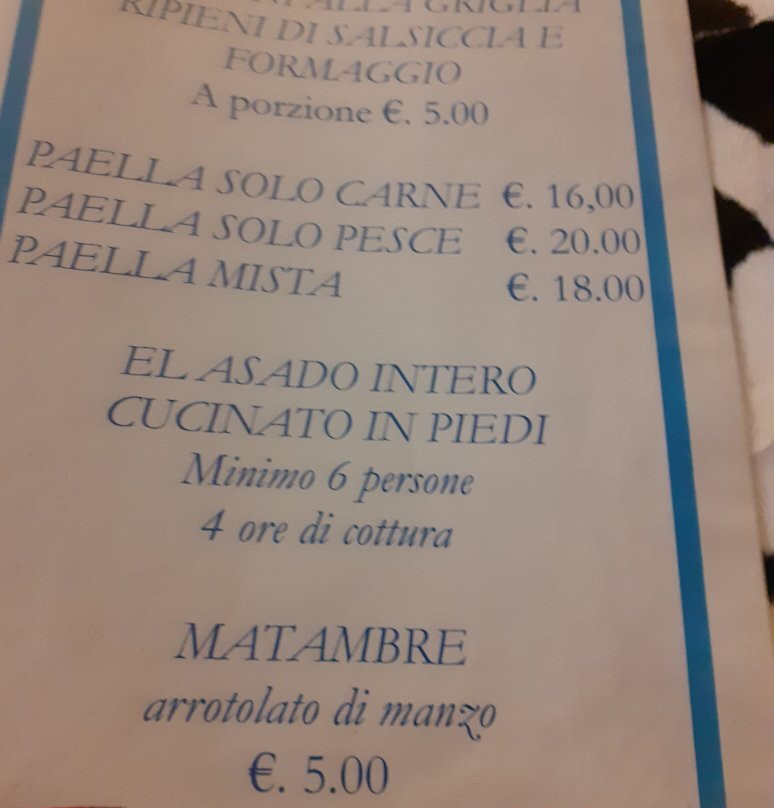 ALLA GRIGLIA
RIPIENI DI SALSICCIA E
FORMAGGIO
A porzione €. 5.00
PAELLA SOLO CARNE €. 16,00
PAELLA SOLO PESCE €. 20.00
PAELLA MISTA €. 18.00
EL ASADO INTERO
CUCINATO IN PIEDI
Minimo 6 persone
4 ore di cottura
MATAMBRE
arrotolato di manzo
€. 5.00